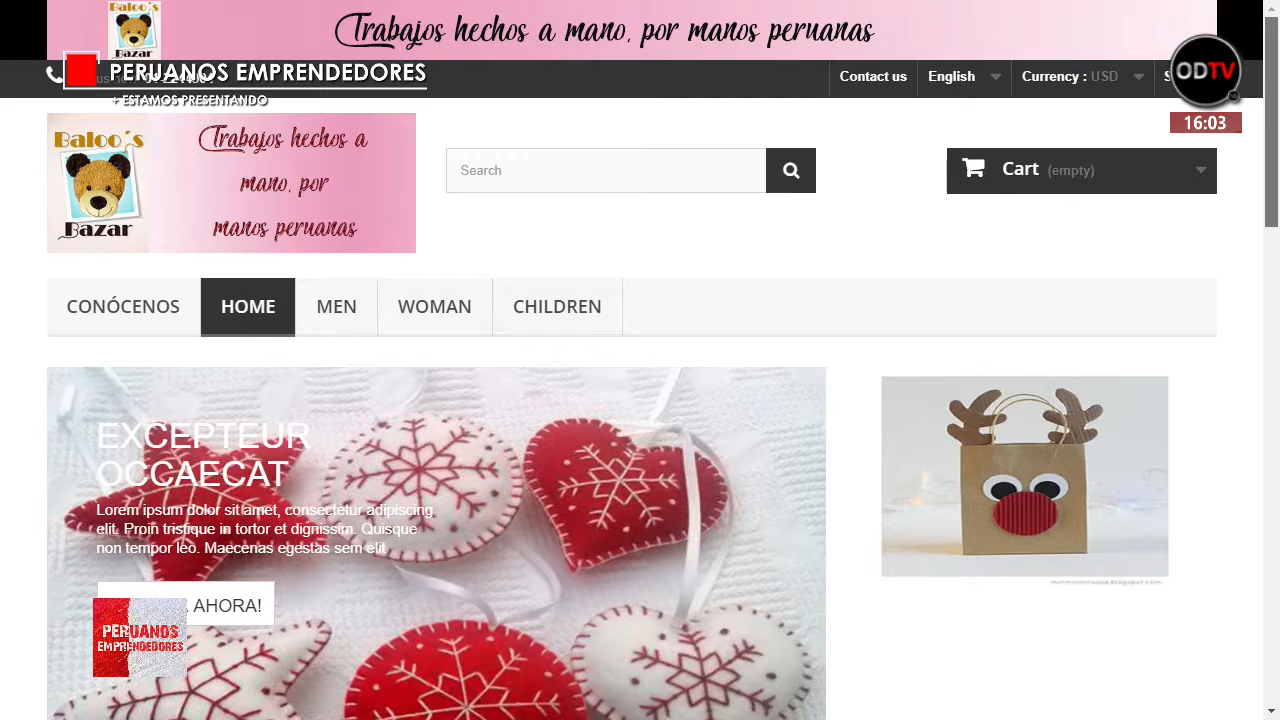 Baloo´s
Bazar
Trabajos hechos a mano, por manos peruanas
PERUANOS EMPRENDEDORES
+ ESTAMOS PRESENTANDO
Contact us
English
Currency : USD
ODTV
16:03
Baloo´s
Bazar
Trabajos hechos a
mano, por
manos peruanas
Search
Cart (empty)
CONÓCENOS
HOME
MEN
WOMAN
CHILDREN
EXCEPTEUR
OCCAECAT
Lorem ipsum dolor sit amet, consectetur adipiscing
elit. Proin tristique in tortor et dignissim. Quisque
non tempor leo. Maecenas egestas sem elit
AHORA!
PERUANOS
EMPRENDEDORES